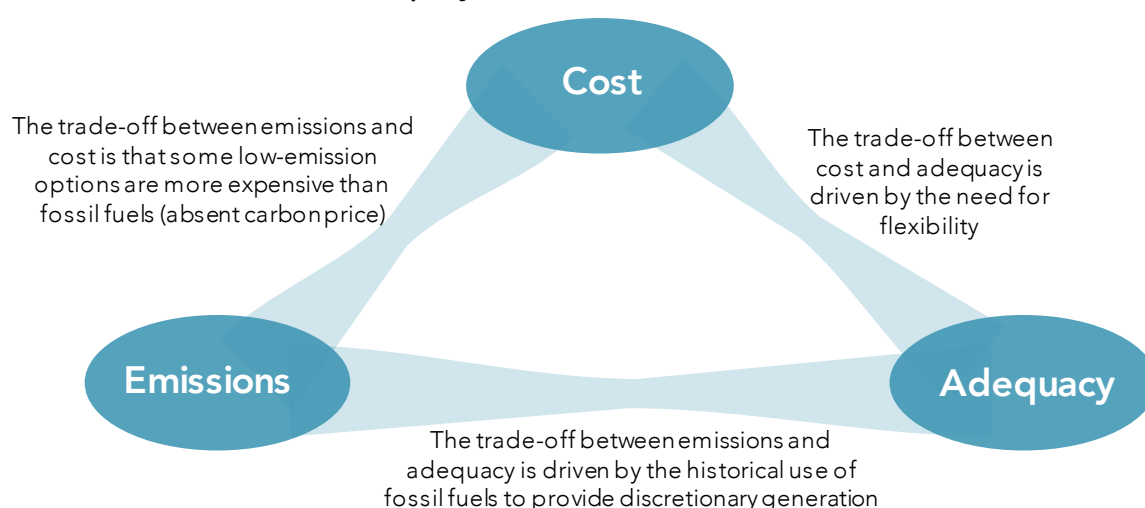 Cost
The trade-off between emissions and
cost is that some low-emission
options are more expensive than
fossil fuels (absent carbon price)
The trade-off between
cost and adequacy is
driven by the need for
flexibility
Emissions
Adequacy
The trade-off between emissions and
adequacy is driven by the historical use of
fossil fuels to provide discretionary generation